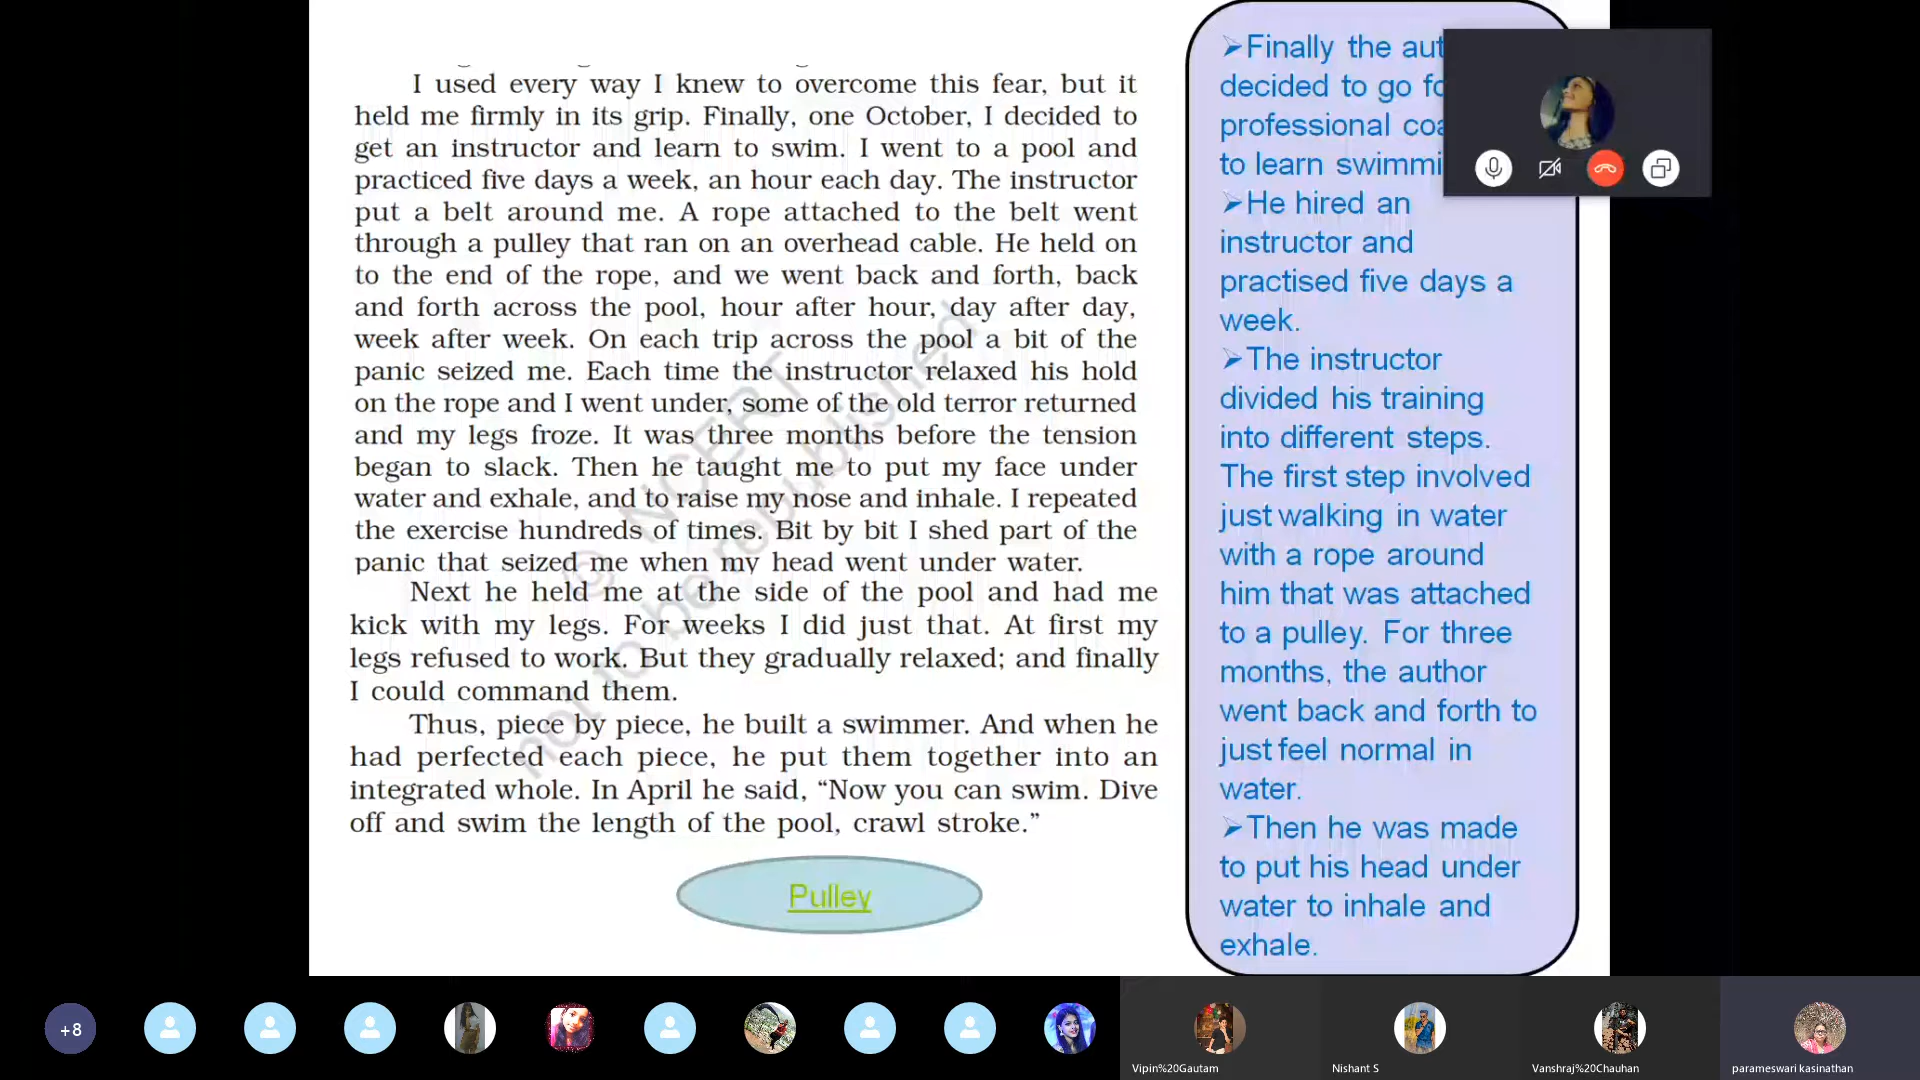 I used every way I knew to overcome this fear, but it
held me firmly in its grip. Finally, one October, I decided to
get an instructor and learn to swim. I went to a pool and
practiced five days a week, an hour each day. The instructor
put a belt around me. A rope attached to the belt went
through a pulley that ran on an overhead cable. He held on
to the end of the rope, and we went back and forth, back
and forth across the pool, hour after hour, day after day,
week after week. On each trip across the pool a bit of the
panic seized me. Each time the instructor relaxed his hold
on the rope and I went under, some of the old terror returned
and my legs froze. It was three months before the tension
began to slack. Then he taught me to put my face under
water and exhale, and to raise my nose and inhale. I repeated
the exercise hundreds of times. Bit by bit I shed part of the
panic that seized me when my head went under water.
Next he held me at the side of the pool and had me
kick with my legs. For weeks I did just that. At first my
legs refused to work. But they gradually relaxed; and finally
I could command them.
Thus, piece by piece, he built a swimmer. And when he
had perfected each piece, he put them together into an
integrated whole. In April he said, “Now you can swim. Dive
off and swim the length of the pool, crawl stroke.”
© NCERT
not to be republished
Pulley
➢Finally the
decided to go
professional
to learn
➢He hired an
instructor and
practised five days a
week.
➢The instructor
divided his training
into different steps.
The first step involved
just walking in water
with a rope around
him that was attached
to a pulley. For three
months, the author
went back and forth to
just feel normal in
water.
➢Then he was made
to put his head under
water to inhale and
exhale.
+8
Vipin%20Gautam
Nishant S
Vanshraj%20Chauhan
parameswari kasinathan